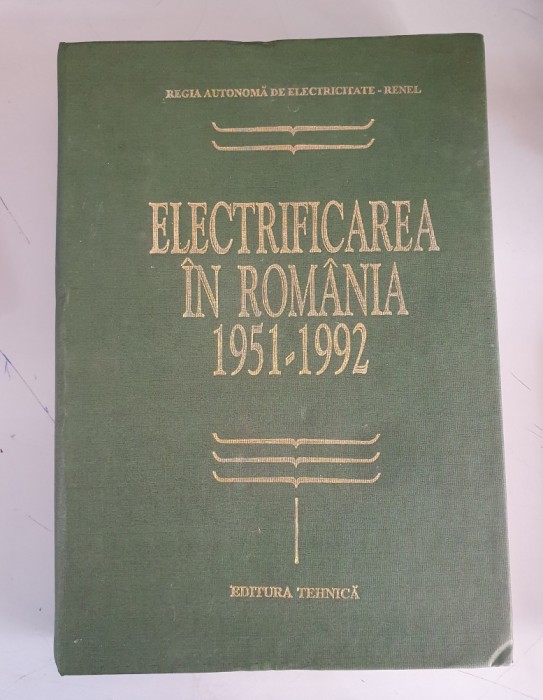 REGIA AUTONOMĂ DE ELECTRICITATE - RENEL
ELECTRIFICAREA
ÎN ROMÂNIA
1951-1992
EDITURA TEHNICĂ